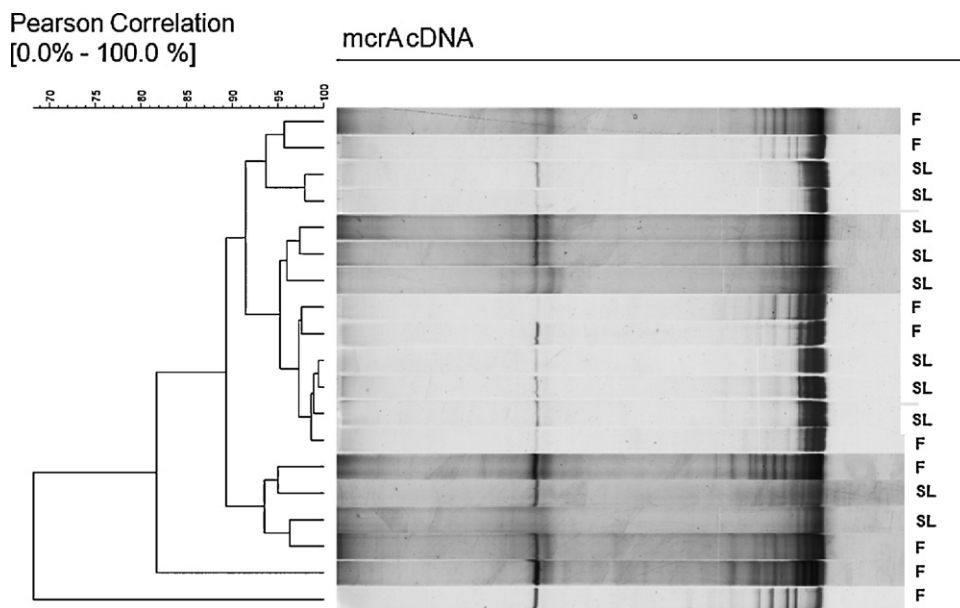 Pearson Correlation
[0.0% - 100.0 %]
mcrA cDNA
70 75 80 85 90 95 100
F
F
SL
SL
SL
SL
SL
F
F
SL
SL
SL
F
F
SL
SL
F
F
F